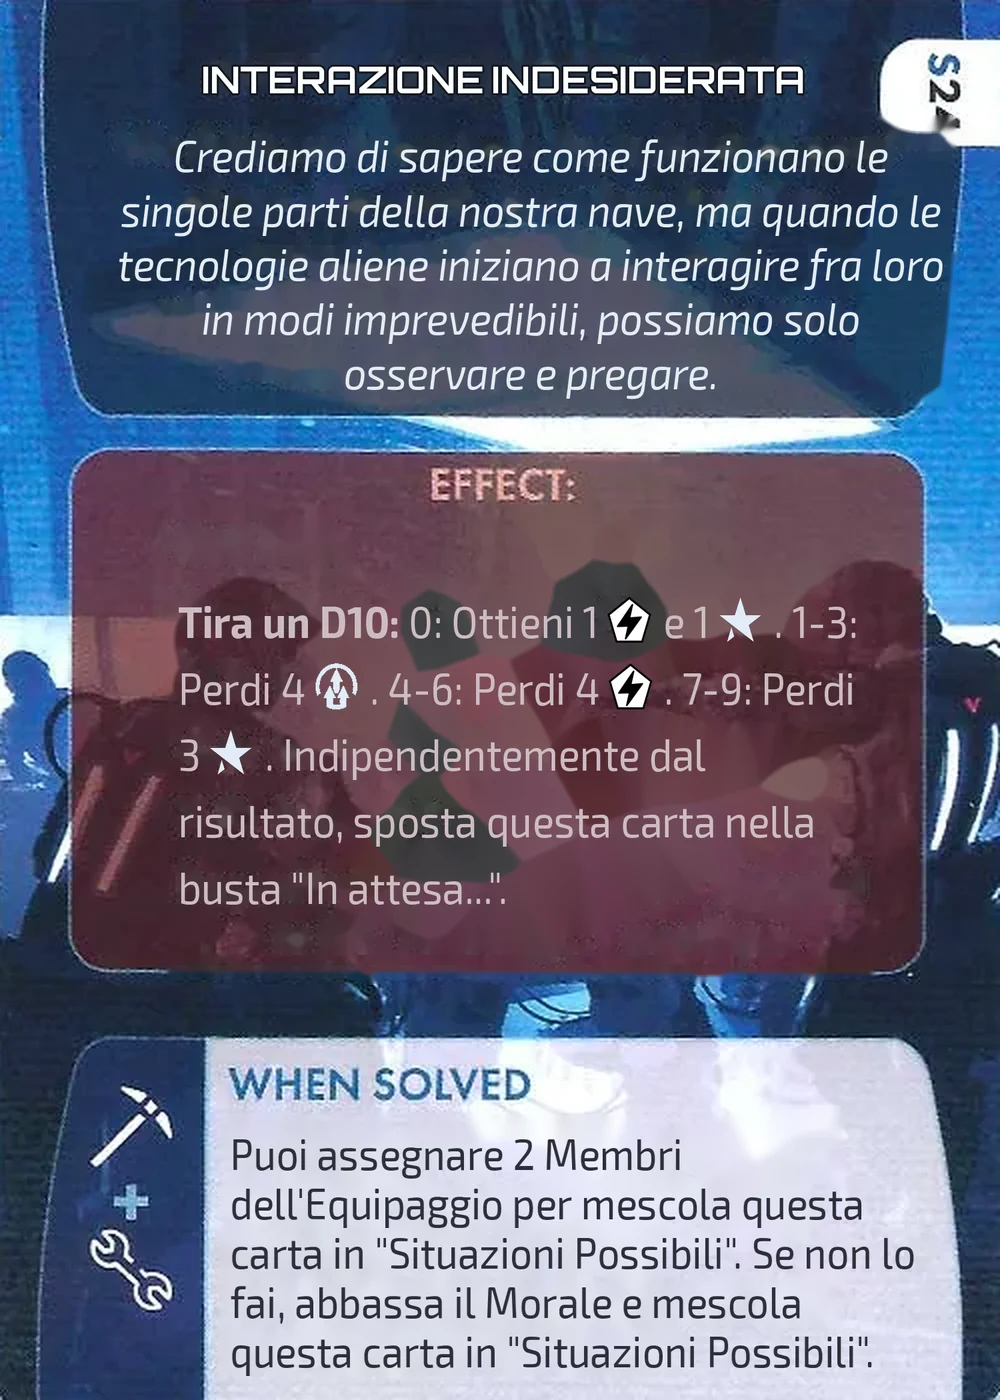 INTERAZIONE INDESIDERATA
S24
Crediamo di sapere come funzionano le
singole parti della nostra nave, ma quando le
tecnologie aliene iniziano a interagire fra loro
in modi imprevedibili, possiamo solo
osservare e pregare.
EFFECT:
Tira un D10: 0: Ottieni 1 e 1 . 1-3:
Perdi 4 . 4-6: Perdi 4 . 7-9: Perdi
3 . Indipendentemente dal
risultato, sposta questa carta nella
busta "In attesa...".
WHEN SOLVED
Puoi assegnare 2 Membri
dell'Equipaggio per mescola questa
carta in "Situazioni Possibili". Se non lo
fai, abbassa il Morale e mescola
questa carta in "Situazioni Possibili".